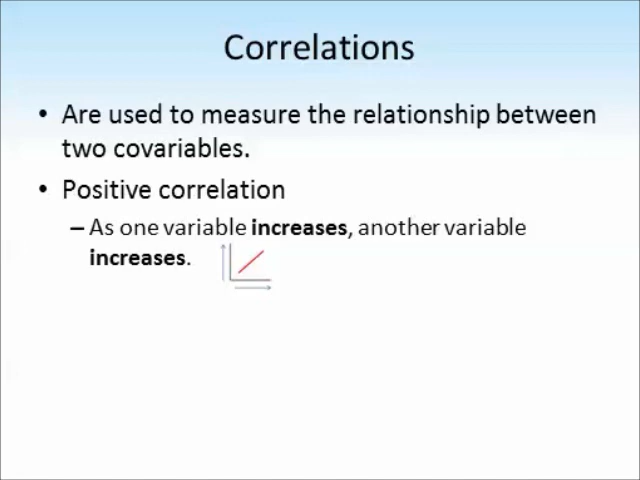 Correlations
• Are used to measure the relationship between
two covariables.
• Positive correlation
– As one variable increases, another variable
increases.